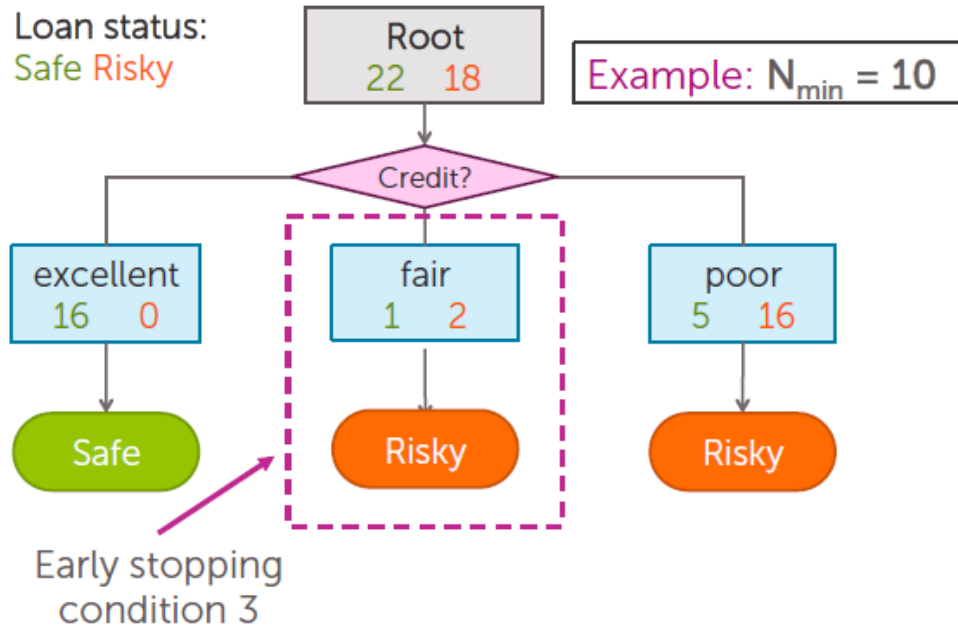 Loan status:
Safe Risky
Root
22 18
Example: Nmin = 10
Credit?
excellent
16 0
fair
1 2
poor
5 16
Safe
Risky
Risky
Early stopping
condition 3